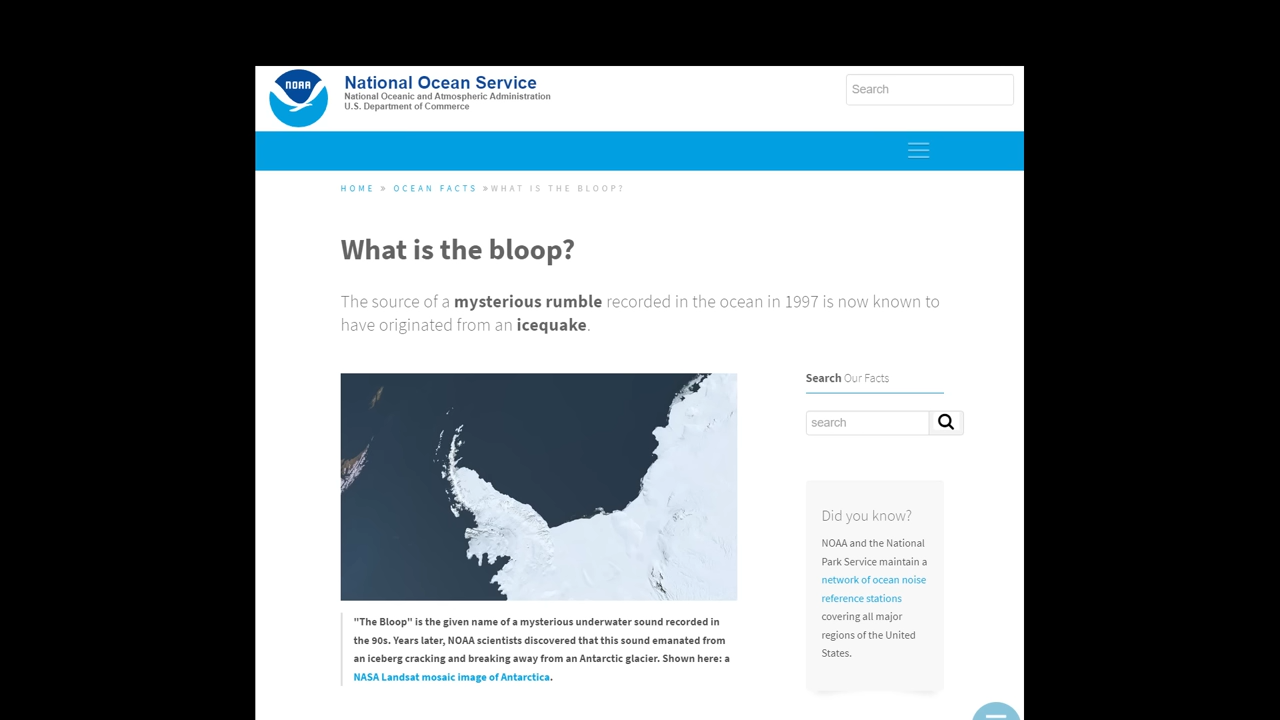 NOAA
National Ocean Service
National Oceanic and Atmospheric Administration
U.S. Department of Commerce
Search
HOME » OCEAN FACTS »WHAT IS THE BLOOP?
What is the bloop?
The source of a mysterious rumble recorded in the ocean in 1997 is now known to
have originated from an icequake.
"The Bloop" is the given name of a mysterious underwater sound recorded in
the 90s. Years later, NOAA scientists discovered that this sound emanated from
an iceberg cracking and breaking away from an Antarctic glacier. Shown here: a
NASA Landsat mosaic image of Antarctica.
Search Our Facts
search
Did you know?
NOAA and the National
Park Service maintain a
network of ocean noise
reference stations
covering all major
regions of the United
States.